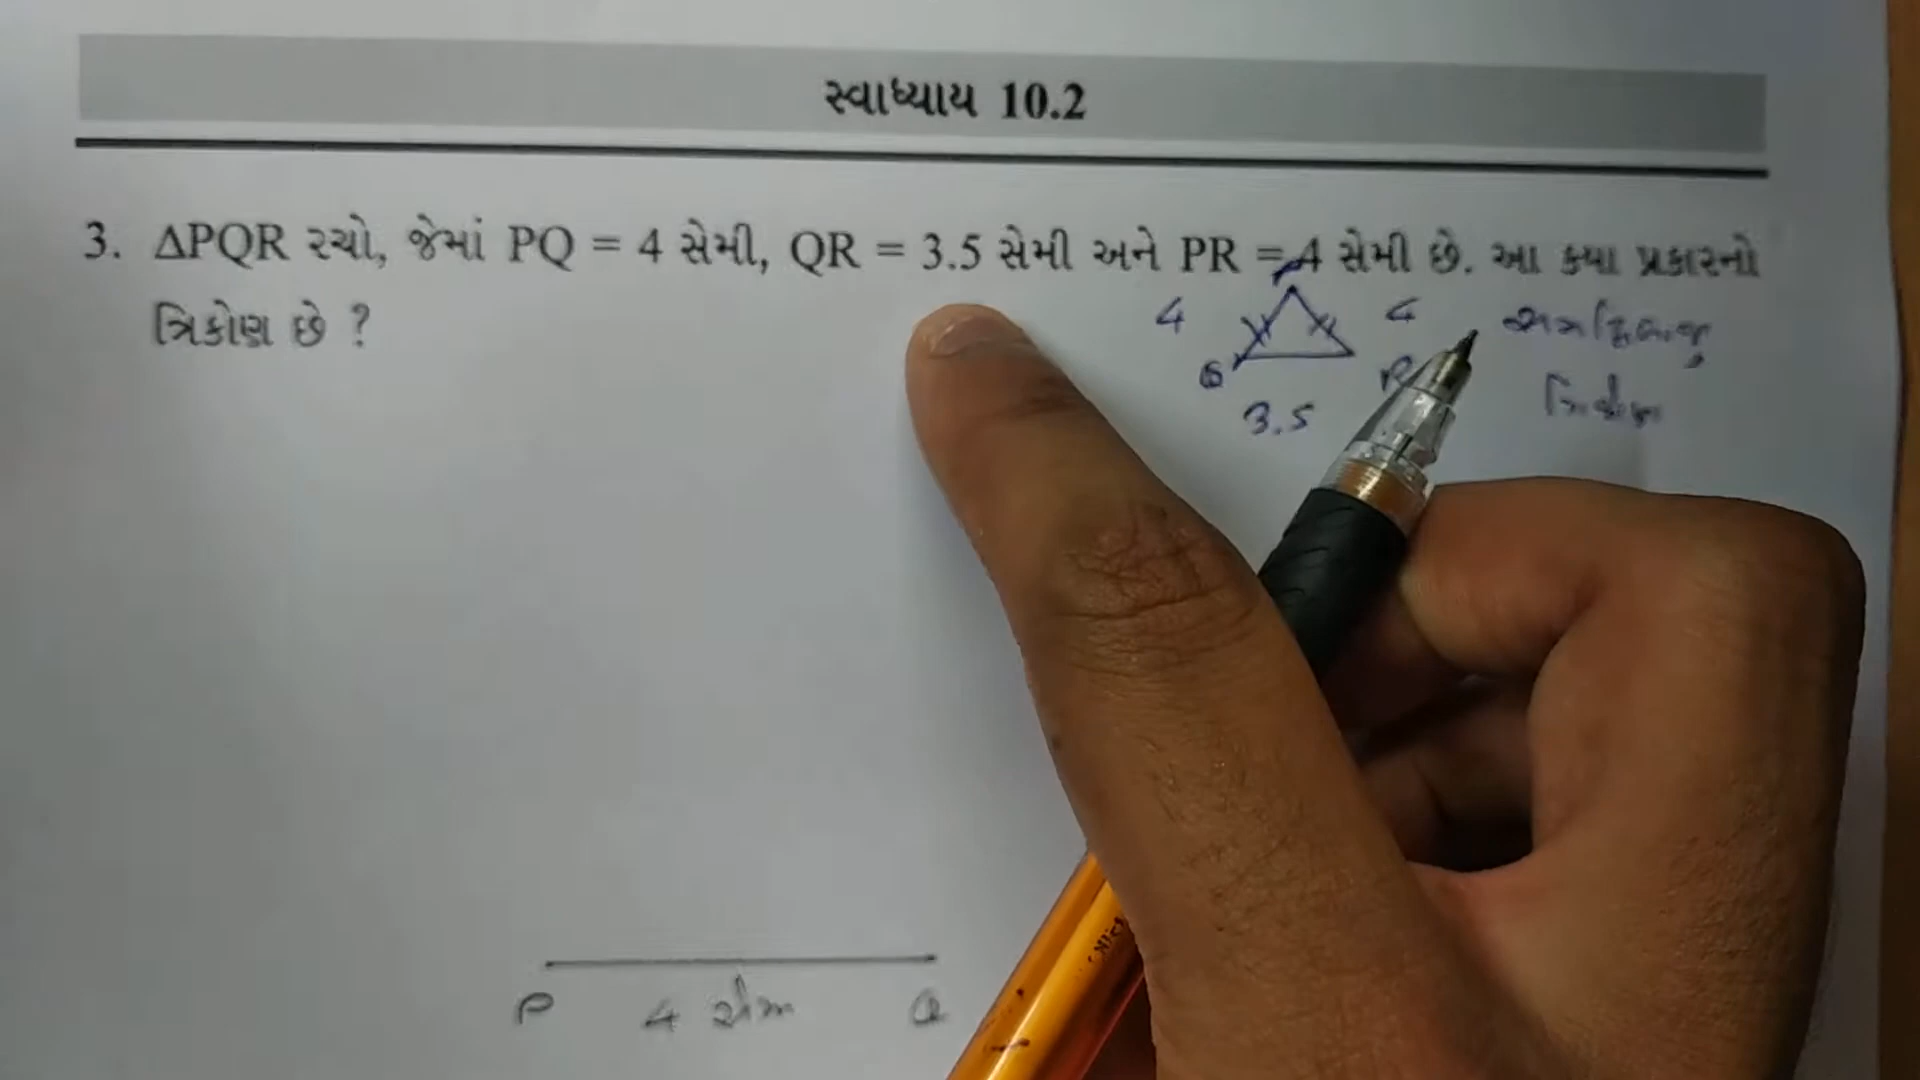 સ્વાધ્યાય 10.2
3. ΔPQR રચો, જેમાં PQ = 4 સેમી, QR = 3.5 સેમી અને PR = 4 સેમી છે. આ કયા પ્રકારનો
ત્રિકોણ છે ?
P
4 4 સમદ્વિબાજુ
Q R ત્રિકોણ
3.5
P 4 સેમી Q